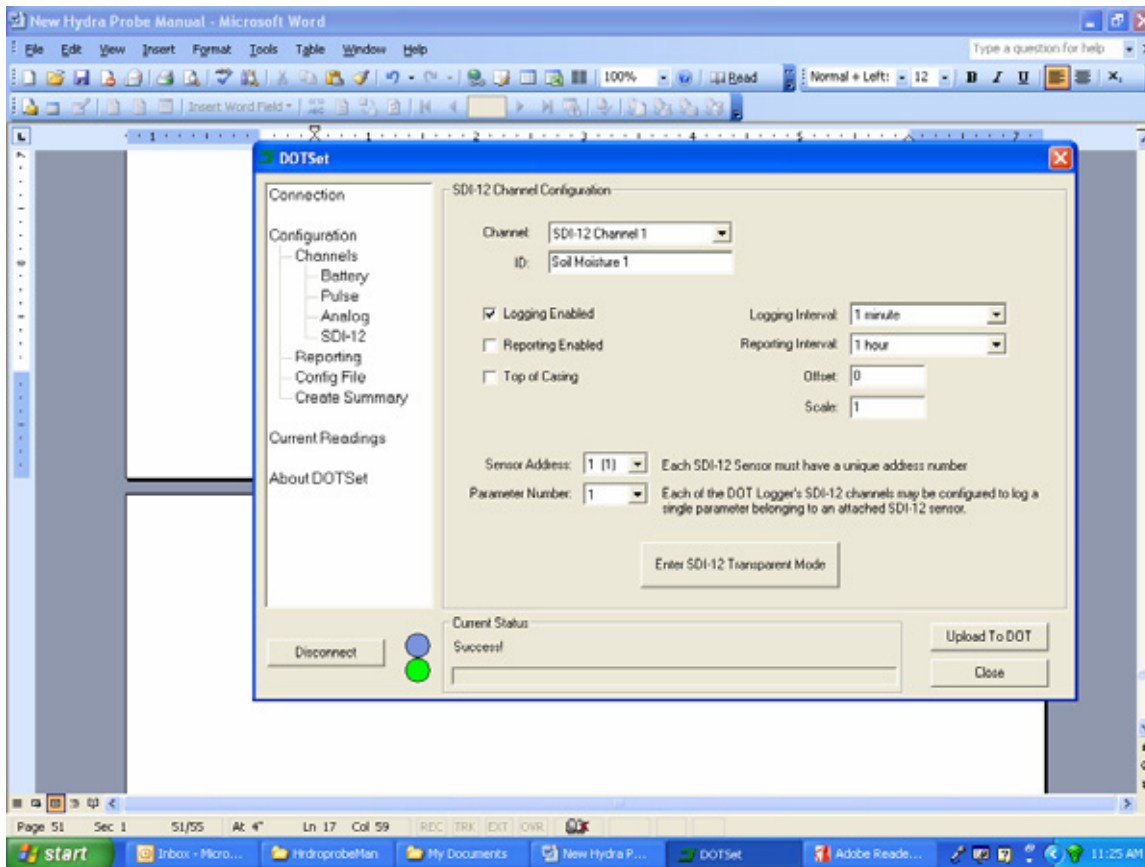 New Hydra Probe Manual - Microsoft Word
File Edit View Insert Format Tools Table Window Help
Type a question for help
100%
Read
Normal + Left:
12
B I U
Insert Word Field
1 1 2 3 4 5 7
DOTSet
Connection
Configuration
Channels
Battery
Pulse
Analog
SDI-12
Reporting
Config File
Create Summary
Current Readings
About DOTSet
SDI-12 Channel Configuration
Channel: SDI-12 Channel 1
ID: Soil Moisture 1
Logging Enabled
Logging Interval: 1 minute
Reporting Enabled
Reporting Interval: 1 hour
Top of Casing
Offset: 0
Scale: 1
Sensor Address: 1 (1) Each SDI-12 Sensor must have a unique address number
Parameter Number: 1 Each of the DOT Logger's SDI-12 channels may be configured to log a
single parameter belonging to an attached SDI-12 sensor.
Enter SDI-12 Transparent Mode
Disconnect
Current Status
Success!
Upload To DOT
Close
Page 51 Sec 1 51/55 At 4" Ln 17 Col 59 REC TRK EXT OVR
start Inbox - Micro... HrdroprobeMan My Documents New Hydra P... DOTSet Adobe Reade... 11:25 AM